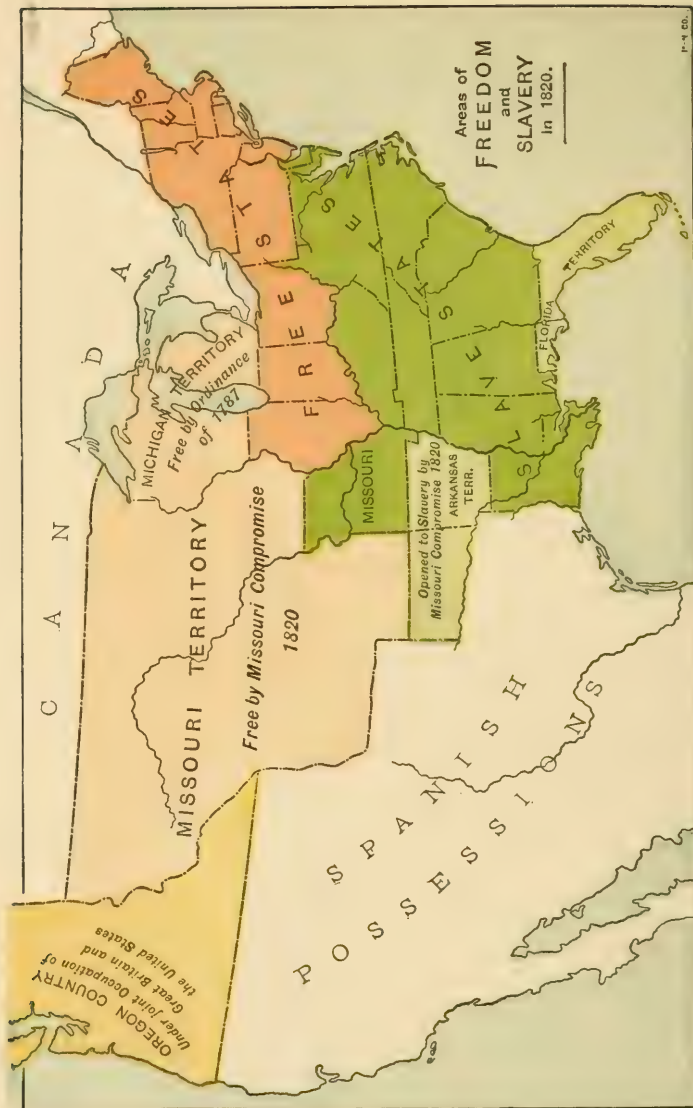 Areas of
FREEDOM
and
SLAVERY
in 1820.
CANADA
OREGON COUNTRY
Under Joint Occupation of
Great Britain and
the United States
MISSOURI TERRITORY
Free by Missouri Compromise
1820
MICHIGAN TERRITORY
Free by Ordinance
of 1787
FREE STATES
MISSOURI
Opened to Slavery by
Missouri Compromise 1820
ARKANSAS
TERR.
SLAVE STATES
FLORIDA
TERRITORY
SPANISH
POSSESSIONS